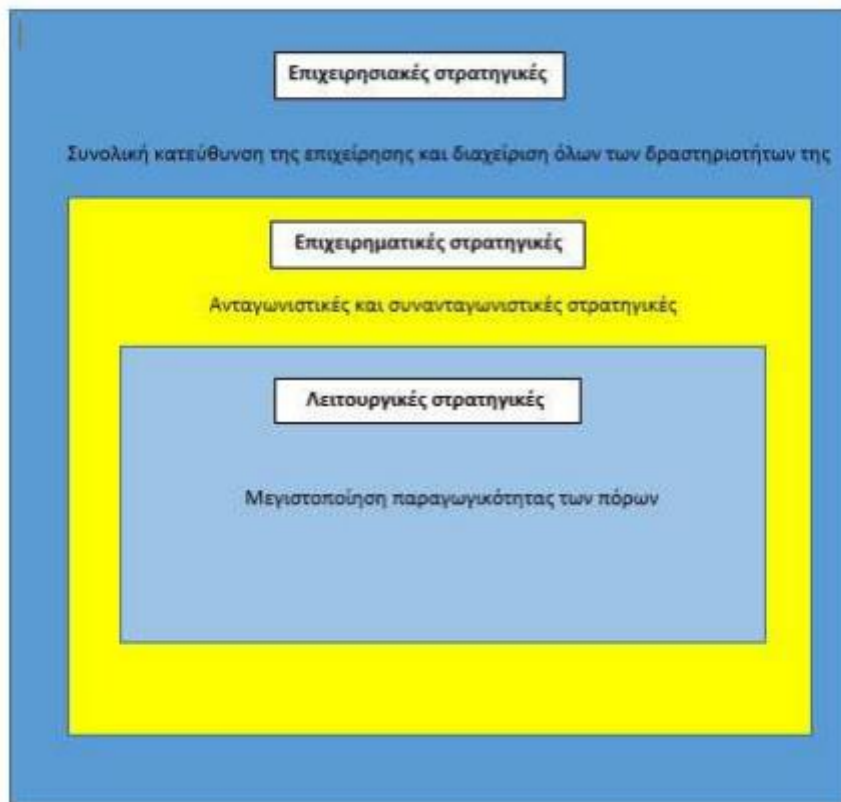 Επιχειρησιακές στρατηγικές
Συνολική κατεύθυνση της επιχείρησης και διαχείριση όλων των δραστηριοτήτων της
Επιχειρηματικές στρατηγικές
Ανταγωνιστικές και συνανταγωνιστικές στρατηγικές
Λειτουργικές στρατηγικές
Μεγιστοποίηση παραγωγικότητας των πόρων